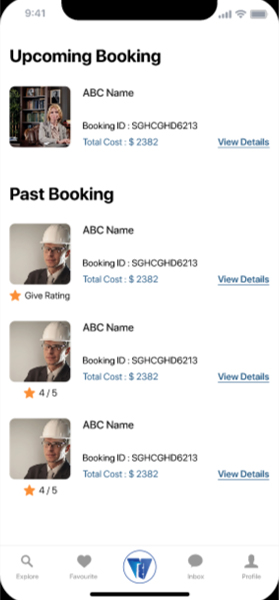 9:41
Upcoming Booking
ABC Name
Booking ID : SGHCGHD6213
Total Cost : $ 2382
View Details
Past Booking
ABC Name
Booking ID : SGHCGHD6213
Total Cost : $ 2382
View Details
Give Rating
ABC Name
Booking ID : SGHCGHD6213
Total Cost : $ 2382
View Details
4 / 5
ABC Name
Booking ID : SGHCGHD6213
Total Cost : $ 2382
View Details
4 / 5
Explore
Favourite
Inbox
Profile